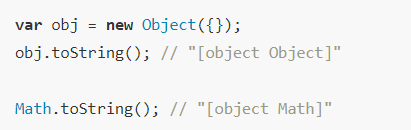 var obj = new Object({});
obj.toString(); // "[object Object]"
Math.toString(); // "[object Math]"